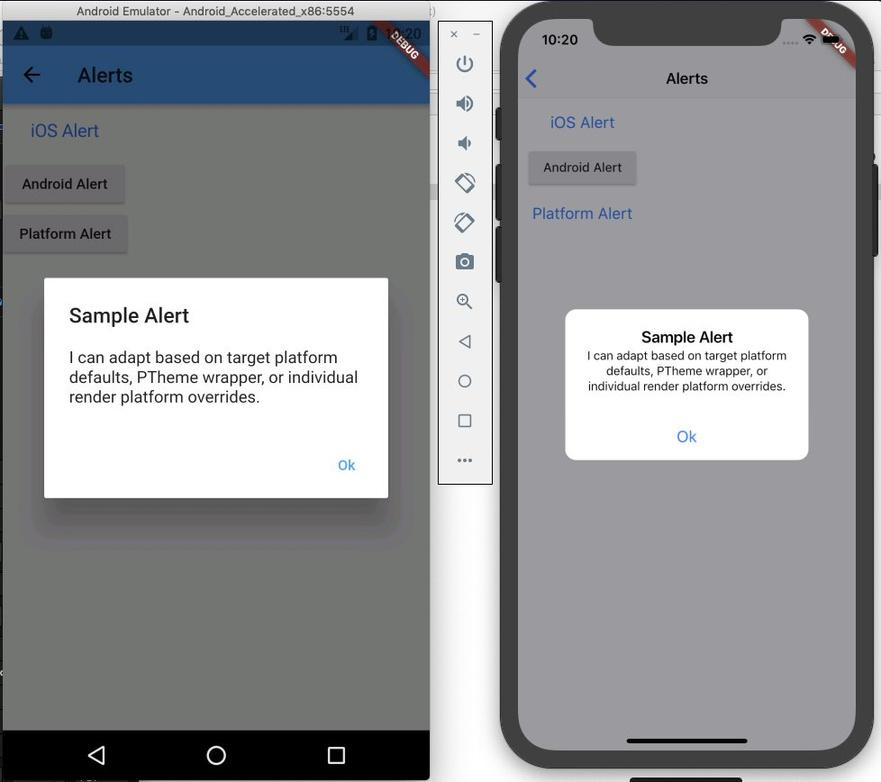 Android Emulator - Android_Accelerated_x86:5554
10:20
DEBUG
Alerts
iOS Alert
Android Alert
Platform Alert
Sample Alert
I can adapt based on target platform
defaults, PTheme wrapper, or individual
render platform overrides.
Ok
10:20
DEBUG
Alerts
iOS Alert
Android Alert
Platform Alert
Sample Alert
I can adapt based on target platform
defaults, PTheme wrapper, or
individual render platform overrides.
Ok